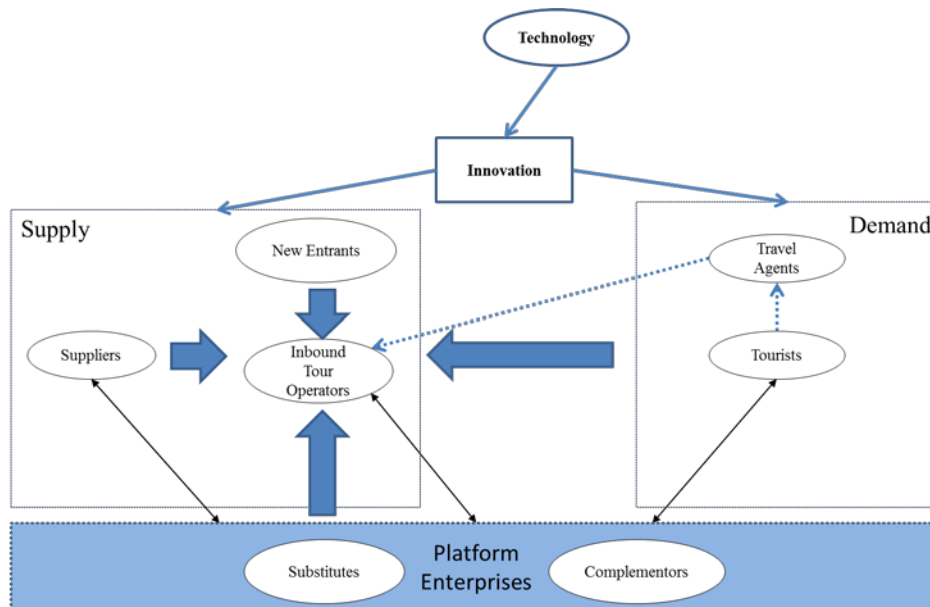 Technology
Innovation
Supply
Demand
New Entrants
Travel
Agents
Suppliers
Inbound
Tour
Operators
Tourists
Platform
Enterprises
Substitutes
Complementors